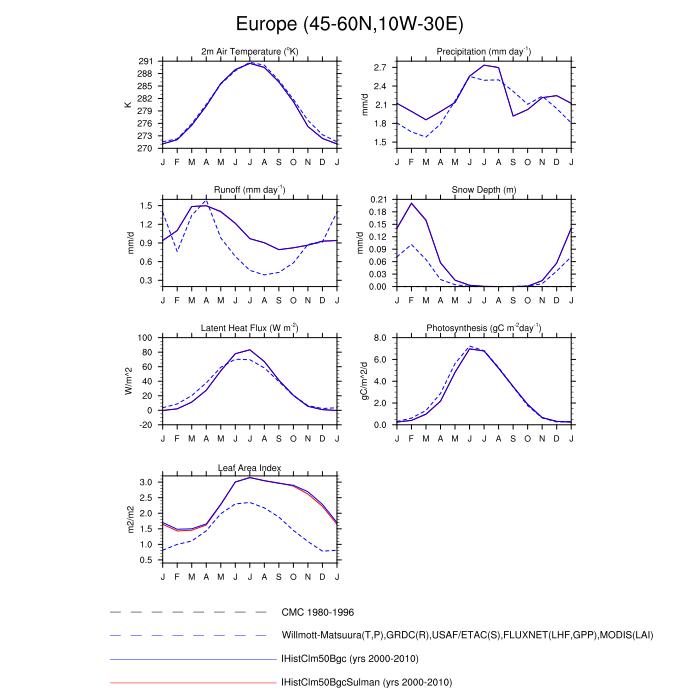 Europe (45-60N,10W-30E)
2m Air Temperature (°K)
291
288
285
282
279
276
273
270
K
J F M A M J J A S O N D J
Precipitation (mm day⁻¹)
2.7
2.4
2.1
1.8
1.5
mm/d
J F M A M J J A S O N D J
Runoff (mm day⁻¹)
1.5
1.2
0.9
0.6
0.3
mm/d
J F M A M J J A S O N D J
Snow Depth (m)
0.21
0.18
0.15
0.12
0.09
0.06
0.03
0.00
mm/d
J F M A M J J A S O N D J
Latent Heat Flux (W m⁻²)
100
80
60
40
20
0
-20
W/m^2
J F M A M J J A S O N D J
Photosynthesis (gC m⁻²day⁻¹)
8.0
6.0
4.0
2.0
0.0
gC/m^2/d
J F M A M J J A S O N D J
Leaf Area Index
3.0
2.5
2.0
1.5
1.0
0.5
m2/m2
J F M A M J J A S O N D J
CMC 1980-1996
Willmott-Matsuura(T,P),GRDC(R),USAF/ETAC(S),FLUXNET(LHF,GPP),MODIS(LAI)
IHistClm50Bgc (yrs 2000-2010)
IHistClm50BgcSulman (yrs 2000-2010)